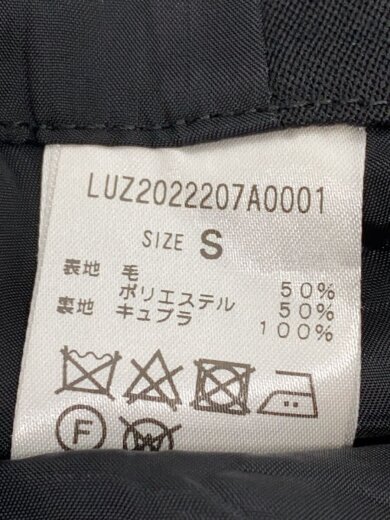 LUZ2022207A0001
SIZE S
表地 毛 50%
ポリエステル 50%
裏地 キュプラ 100%
F
W